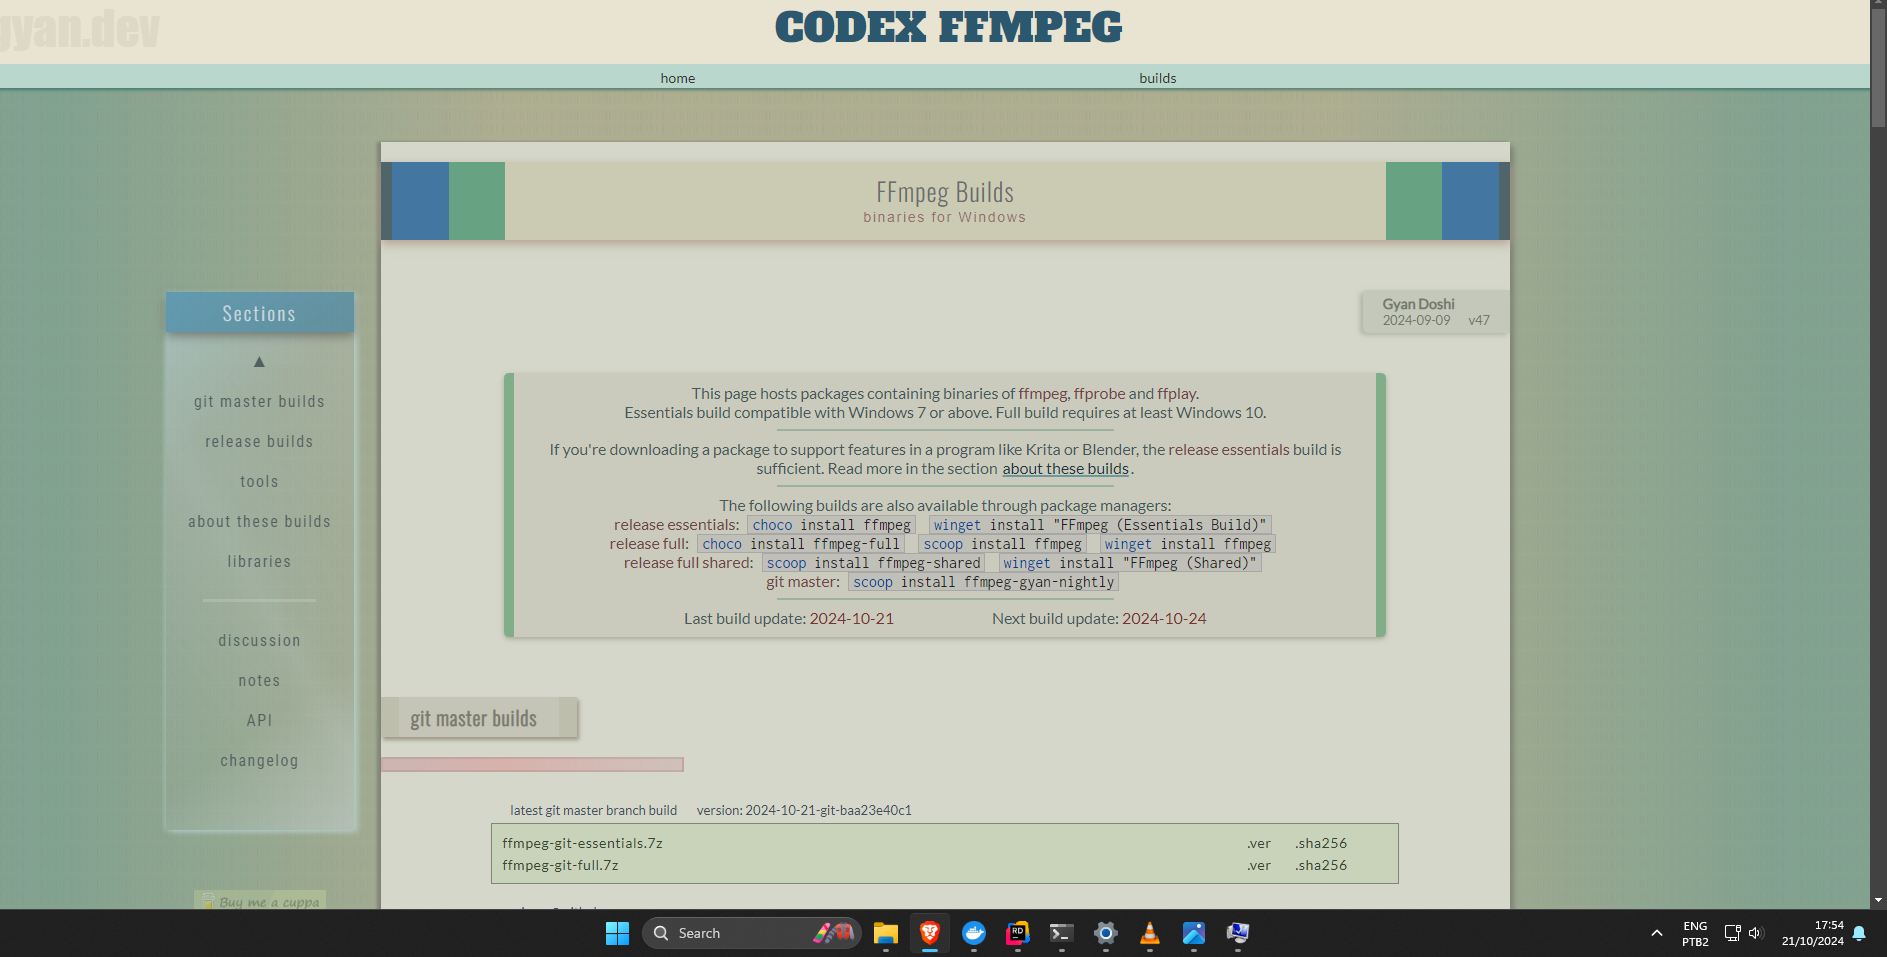 gyan.dev
CODEX FFMPEG
home builds
FFmpeg Builds
binaries for Windows
Sections
▲
git master builds
release builds
tools
about these builds
libraries
discussion
notes
API
changelog
Buy me a cuppa
Gyan Doshi
2024-09-09 v47
This page hosts packages containing binaries of ffmpeg, ffprobe and ffplay.
Essentials build compatible with Windows 7 or above. Full build requires at least Windows 10.
If you're downloading a package to support features in a program like Krita or Blender, the release essentials build is
sufficient. Read more in the section about these builds.
The following builds are also available through package managers:
release essentials: choco install ffmpeg winget install "FFmpeg (Essentials Build)"
release full: choco install ffmpeg-full scoop install ffmpeg winget install ffmpeg
release full shared: scoop install ffmpeg-shared winget install "FFmpeg (Shared)"
git master: scoop install ffmpeg-gyan-nightly
Last build update: 2024-10-21 Next build update: 2024-10-24
git master builds
latest git master branch build version: 2024-10-21-git-baa23e40c1
ffmpeg-git-essentials.7z .ver .sha256
ffmpeg-git-full.7z .ver .sha256
Search
RD
ENG
PTB2
17:54
21/10/2024